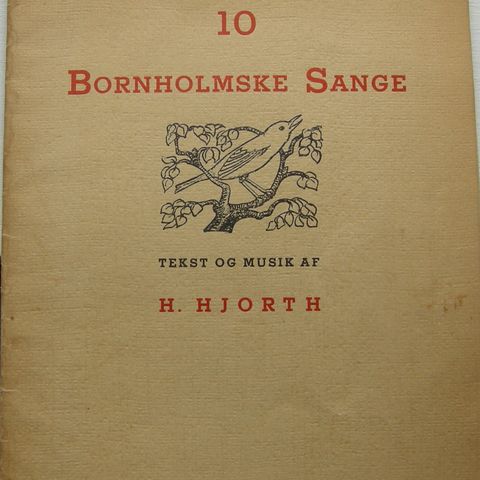 10
BORNHOLMSKE SANGE
TEKST OG MUSIK AF
H. HJORTH